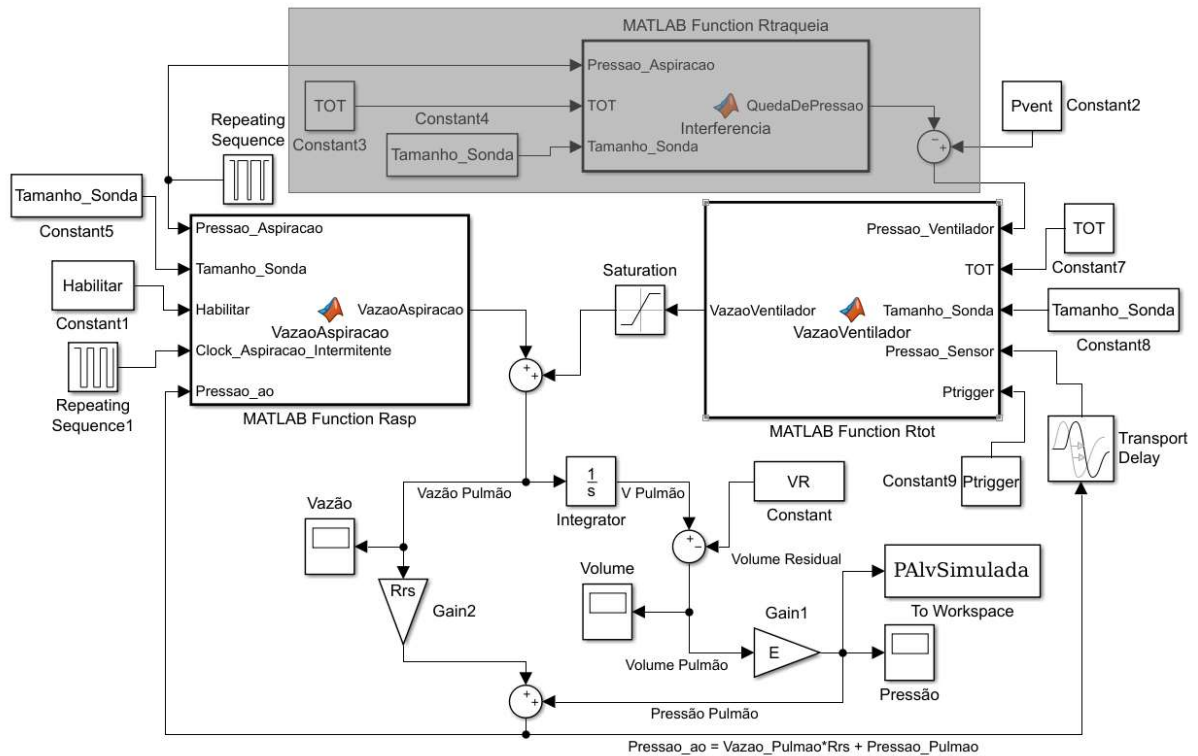 MATLAB Function Rtraqueia
Pressao_Aspiracao
TOT
Constant3
TOT
Constant4
Tamanho_Sonda
Tamanho_Sonda
Interferencia
QuedaDePressao
−
+
Pvent
Constant2
Repeating
Sequence
Tamanho_Sonda
Constant5
Habilitar
Constant1
Repeating
Sequence1
Pressao_Aspiracao
Tamanho_Sonda
Habilitar
Clock_Aspiracao_Intermitente
Pressao_ao
VazaoAspiracao
VazaoAspiracao
MATLAB Function Rasp
Saturation
+
+
Pressao_Ventilador
TOT
Tamanho_Sonda
Pressao_Sensor
Ptrigger
VazaoVentilador
VazaoVentilador
MATLAB Function Rtot
TOT
Constant7
Tamanho_Sonda
Constant8
Constant9
Ptrigger
Transport
Delay
Vazão Pulmão
1
s
Integrator
V Pulmão
VR
Constant
+
−
Volume Residual
Vazão
Rrs
Gain2
Volume
Volume Pulmão
Gain1
E
PAlvSimulada
To Workspace
Pressão
+
+
Pressão Pulmão
Pressao_ao = Vazao_Pulmao*Rrs + Pressao_Pulmao